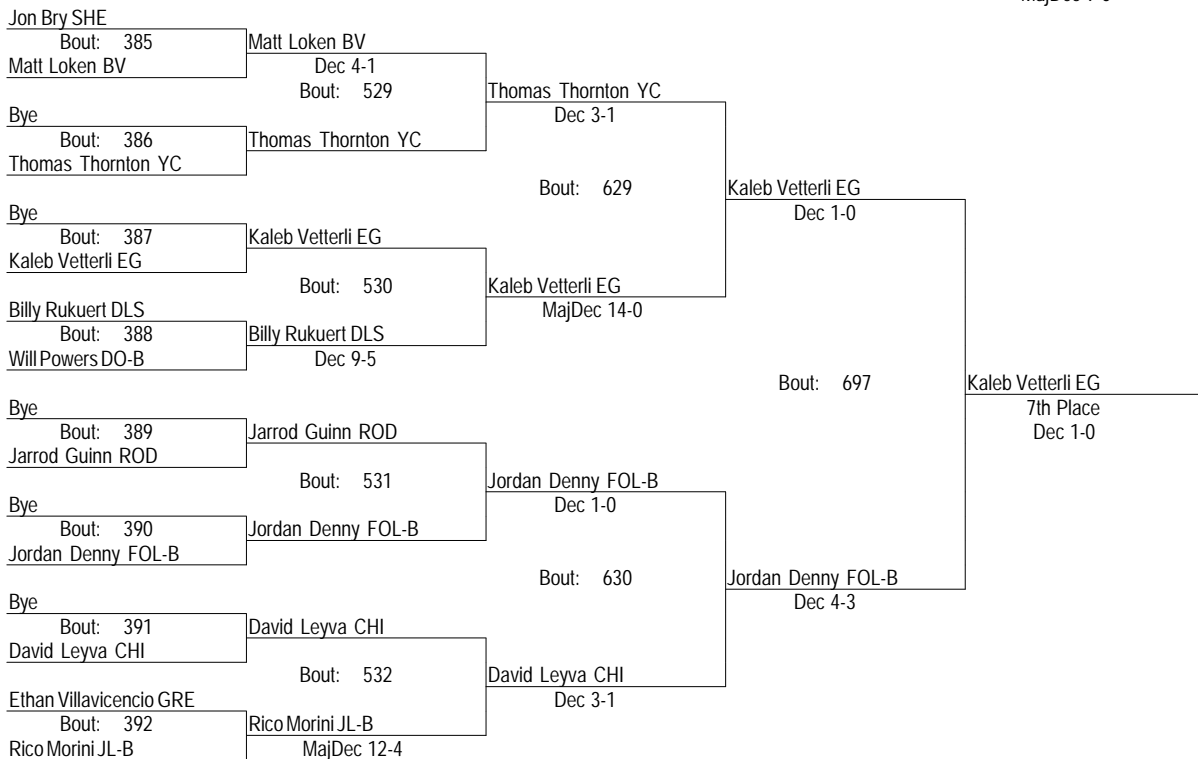 Jon Bry SHE
Bout: 385
Matt Loken BV
Matt Loken BV
Dec 4-1
Bout: 529
Thomas Thornton YC
Dec 3-1
Bye
Bout: 386
Thomas Thornton YC
Thomas Thornton YC
Bout: 629
Kaleb Vetterli EG
Dec 1-0
Bye
Bout: 387
Kaleb Vetterli EG
Kaleb Vetterli EG
Bout: 530
Kaleb Vetterli EG
MajDec 14-0
Billy Rukuert DLS
Bout: 388
Will Powers DO-B
Billy Rukuert DLS
Dec 9-5
Bout: 697
Kaleb Vetterli EG
7th Place
Dec 1-0
Bye
Bout: 389
Jarrod Guinn ROD
Jarrod Guinn ROD
Bout: 531
Jordan Denny FOL-B
Dec 1-0
Bye
Bout: 390
Jordan Denny FOL-B
Jordan Denny FOL-B
Bout: 630
Jordan Denny FOL-B
Dec 4-3
Bye
Bout: 391
David Leyva CHI
David Leyva CHI
Bout: 532
David Leyva CHI
Dec 3-1
Ethan Villavicencio GRE
Bout: 392
Rico Morini JL-B
Rico Morini JL-B
MajDec 12-4